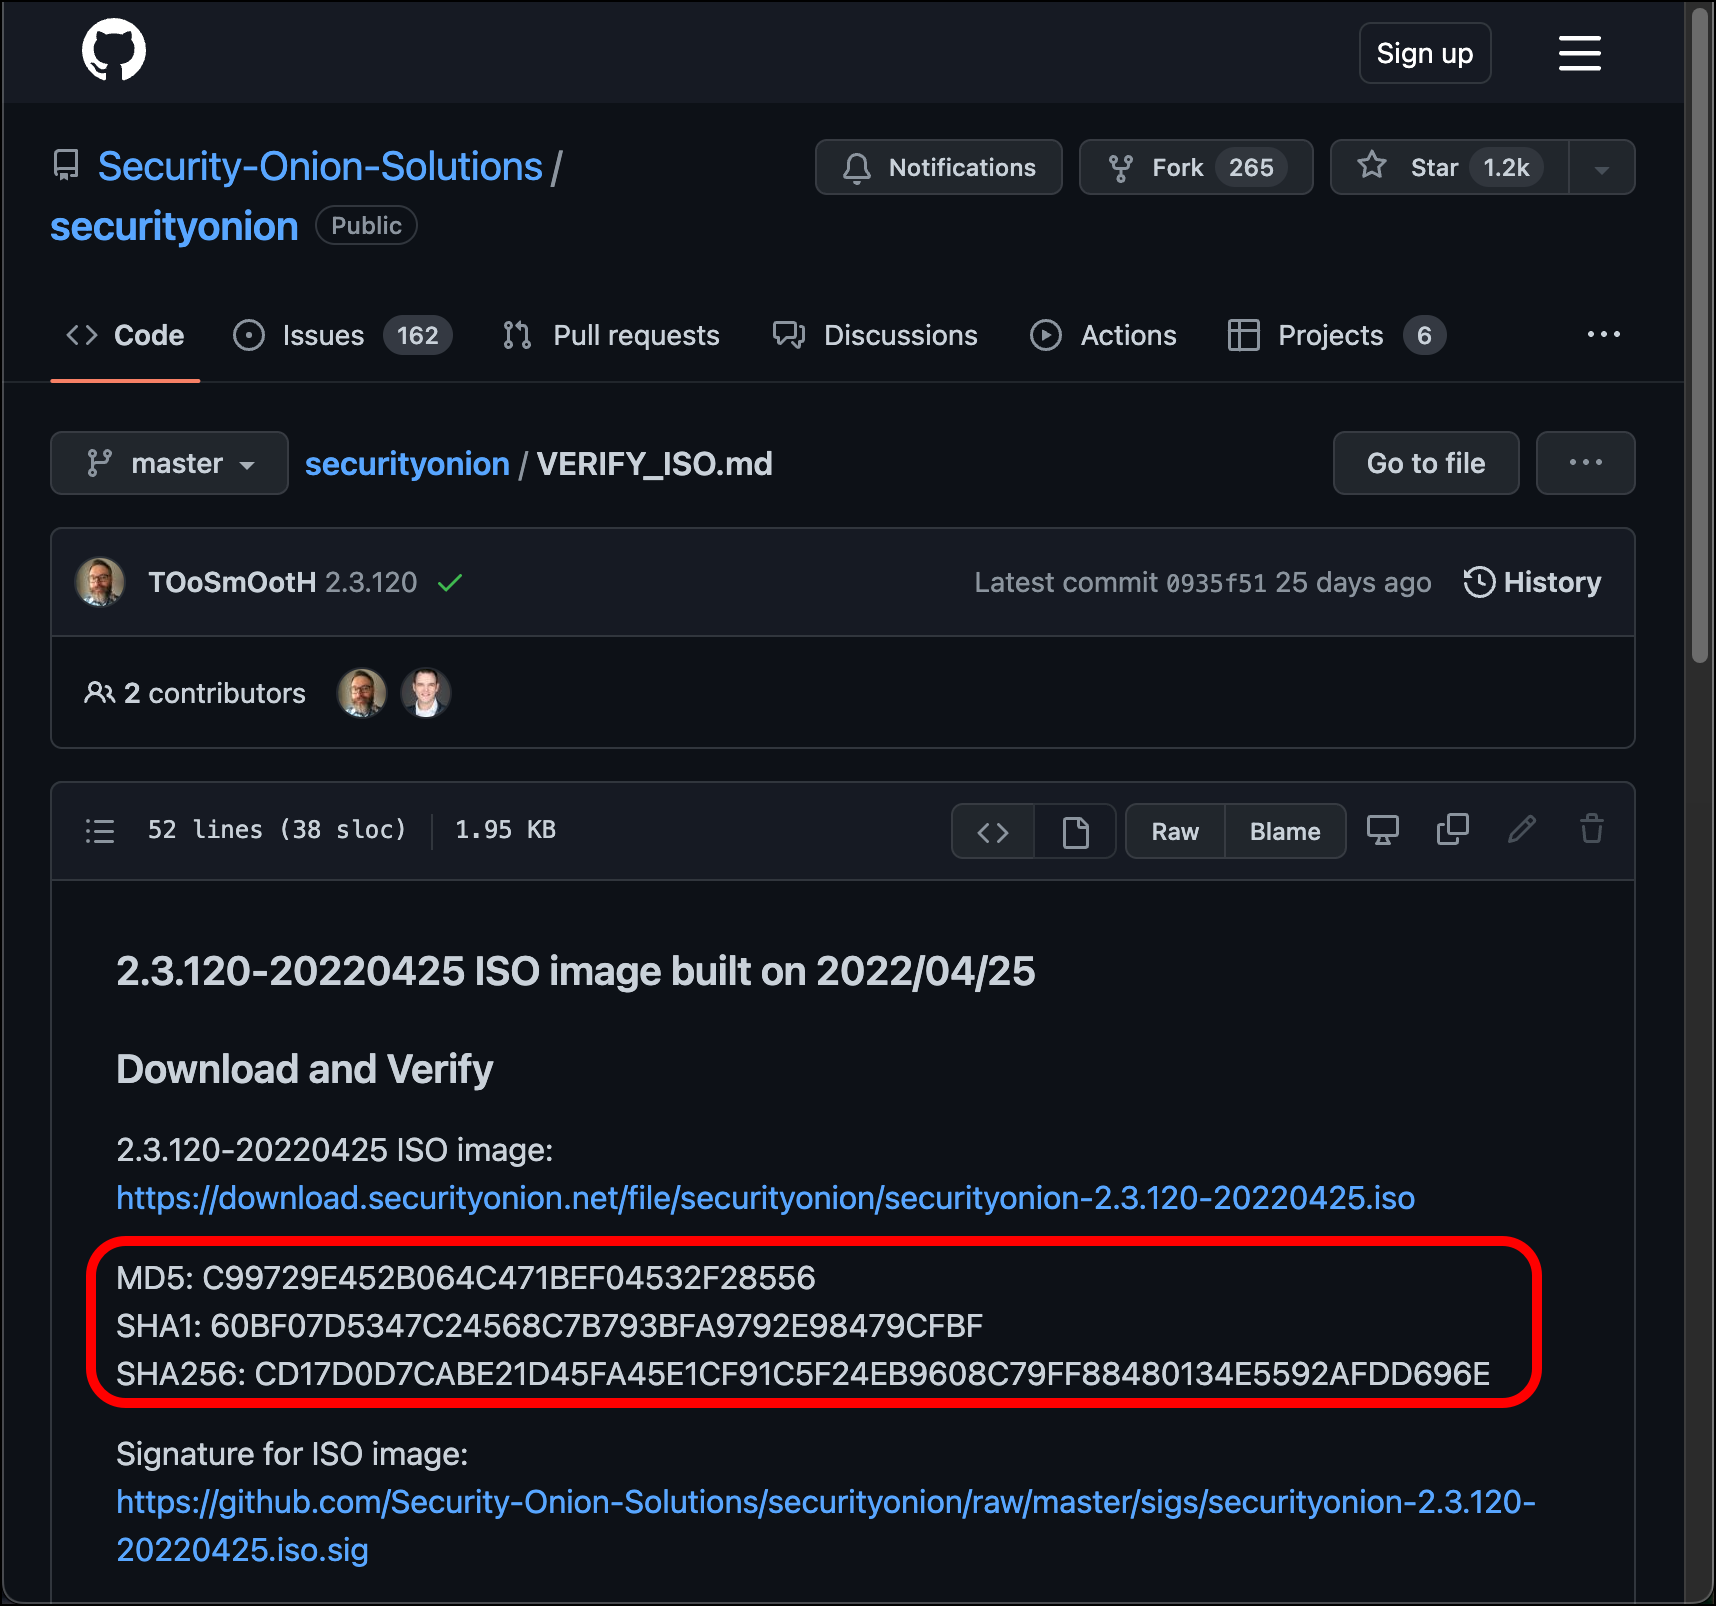 Sign up
Security-Onion-Solutions /
securityonion Public
Notifications
Fork 265
Star 1.2k
Code
Issues 162
Pull requests
Discussions
Actions
Projects 6
master
securityonion / VERIFY_ISO.md
Go to file
TOoSmOotH 2.3.120
Latest commit 0935f51 25 days ago
History
2 contributors
52 lines (38 sloc) 1.95 KB
Raw
Blame
2.3.120-20220425 ISO image built on 2022/04/25
Download and Verify
2.3.120-20220425 ISO image:
https://download.securityonion.net/file/securityonion/securityonion-2.3.120-20220425.iso
MD5: C99729E452B064C471BEF04532F28556
SHA1: 60BF07D5347C24568C7B793BFA9792E98479CFBF
SHA256: CD17D0D7CABE21D45FA45E1CF91C5F24EB9608C79FF88480134E5592AFDD696E
Signature for ISO image:
https://github.com/Security-Onion-Solutions/securityonion/raw/master/sigs/securityonion-2.3.120-
20220425.iso.sig